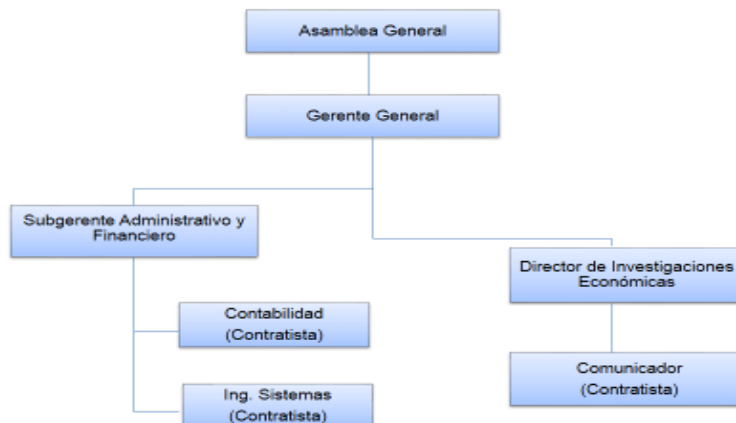 Asamblea General
Gerente General
Subgerente Administrativo y
Financiero
Director de Investigaciones
Económicas
Contabilidad
(Contratista)
Comunicador
(Contratista)
Ing. Sistemas
(Contratista)